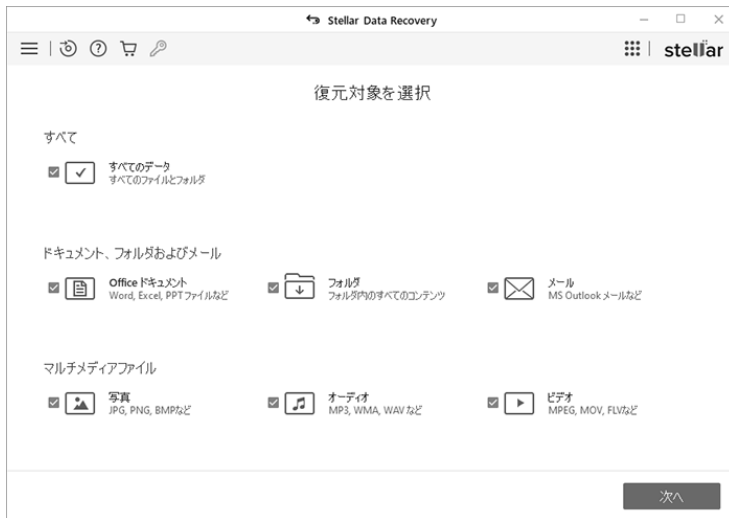 Stellar Data Recovery
stellar
復元対象を選択
すべて
すべてのデータ
すべてのファイルとフォルダ
ドキュメント、フォルダおよびメール
Office ドキュメント
Word, Excel, PPTファイルなど
フォルダ
フォルダ内のすべてのコンテンツ
メール
MS Outlook メールなど
マルチメディアファイル
写真
JPG, PNG, BMPなど
オーディオ
MP3, WMA, WAV など
ビデオ
MPEG, MOV, FLVなど
次へ